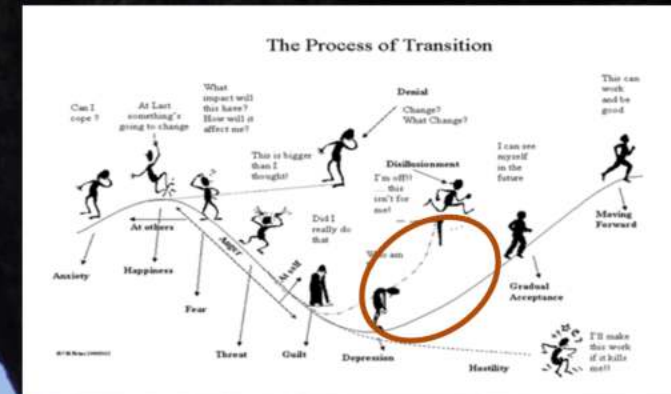 The Process of Transition
Can I
cope ?
At Last
something's
going to change
What
impact will
this have?
How will it
affect me?
This is bigger
than I
thought!
Denial
Change?
What Change?
Disillusionment
I'm off!!
... this
isn't for
me!
I can see
myself
in the
future
This can
work
and be
good
Did I
really do
that
am
At others
Anger
At self
Anxiety
Happiness
Fear
Threat
Guilt
Depression
Hostility
Gradual
Acceptance
Moving
Forward
I'll make
this work
if it kills
me!!